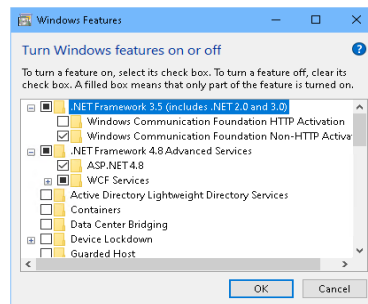 Windows Features
Turn Windows features on or off
To turn a feature on, select its check box. To turn a feature off, clear its
check box. A filled box means that only part of the feature is turned on.
.NET Framework 3.5 (includes .NET 2.0 and 3.0)
Windows Communication Foundation HTTP Activation
Windows Communication Foundation Non-HTTP Activa
.NET Framework 4.8 Advanced Services
ASP.NET 4.8
WCF Services
Active Directory Lightweight Directory Services
Containers
Data Center Bridging
Device Lockdown
Guarded Host
OK Cancel